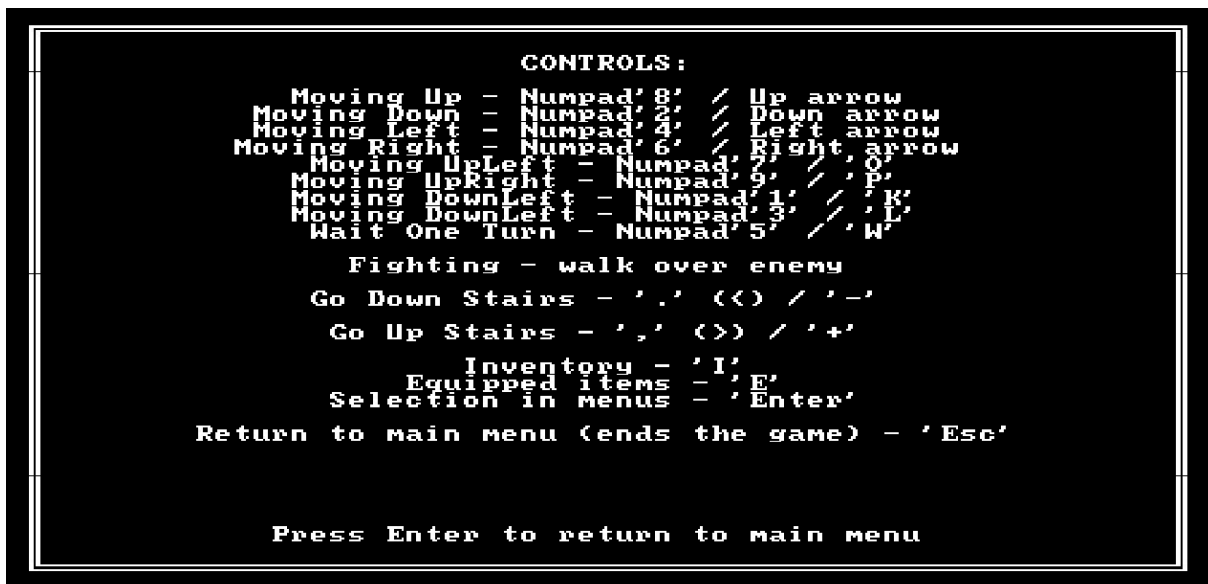 CONTROLS:
Moving Up - Numpad'8' / Up arrow
Moving Down - Numpad'2' / Down arrow
Moving Left - Numpad'4' / Left arrow
Moving Right - Numpad'6' / Right arrow
Moving UpLeft - Numpad'7' / 'O'
Moving UpRight - Numpad'9' / 'P'
Moving DownLeft - Numpad'1' / 'K'
Moving DownLeft - Numpad'3' / 'L'
Wait One Turn - Numpad'5' / 'W'
Fighting - walk over enemy
Go Down Stairs - '.' (<) / '-'
Go Up Stairs - ',' (>) / '+'
Inventory - 'I'
Equipped items - 'E'
Selection in menus - 'Enter'
Return to main menu (ends the game) - 'Esc'
Press Enter to return to main menu